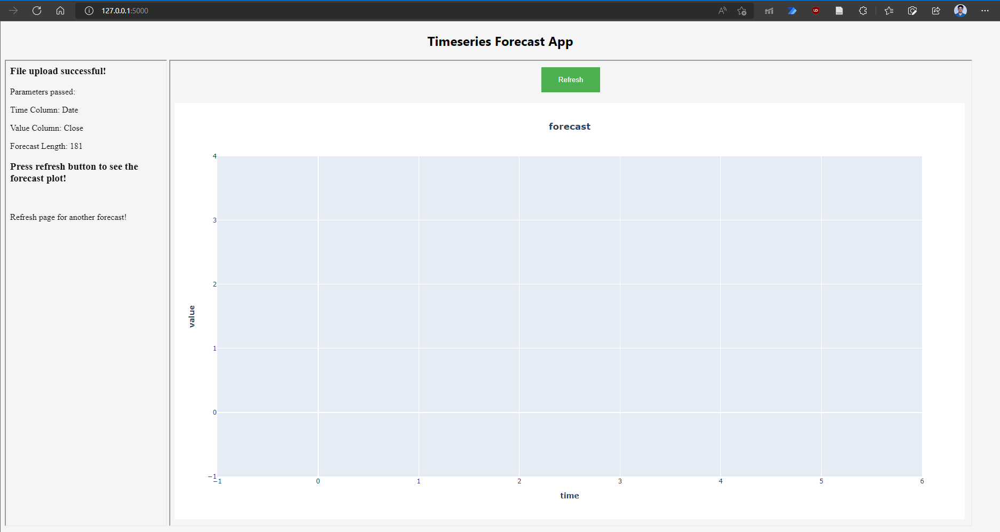 127.0.0.1:5000
Timeseries Forecast App
File upload successful!
Parameters passed:
Time Column: Date
Value Column: Close
Forecast Length: 181
Press refresh button to see the
forecast plot!
Refresh page for another forecast!
Refresh
forecast
4
3
2
1
0
−1
value
−1 0 1 2 3 4 5 6
time